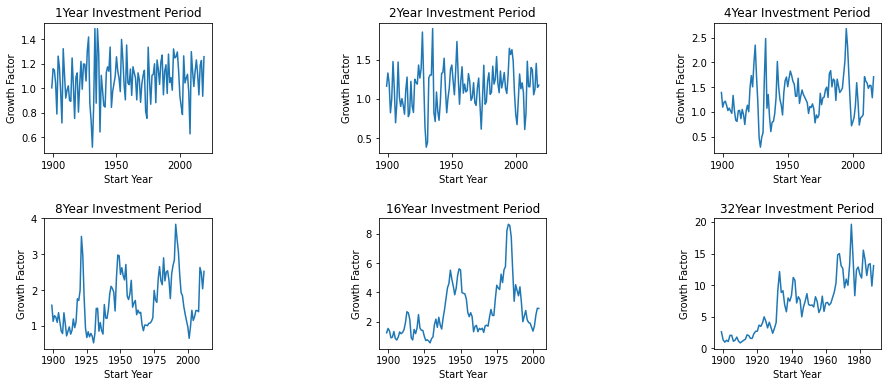 1Year Investment Period
Growth Factor
1.4
1.2
1.0
0.8
0.6
1900
1950
2000
Start Year
2Year Investment Period
Growth Factor
1.5
1.0
0.5
1900
1950
2000
Start Year
4Year Investment Period
Growth Factor
2.5
2.0
1.5
1.0
0.5
1900
1950
2000
Start Year
8Year Investment Period
Growth Factor
4
3
2
1
1900
1925
1950
1975
2000
Start Year
16Year Investment Period
Growth Factor
8
6
4
2
1900
1925
1950
1975
2000
Start Year
32Year Investment Period
Growth Factor
20
15
10
5
0
1900
1920
1940
1960
1980
Start Year